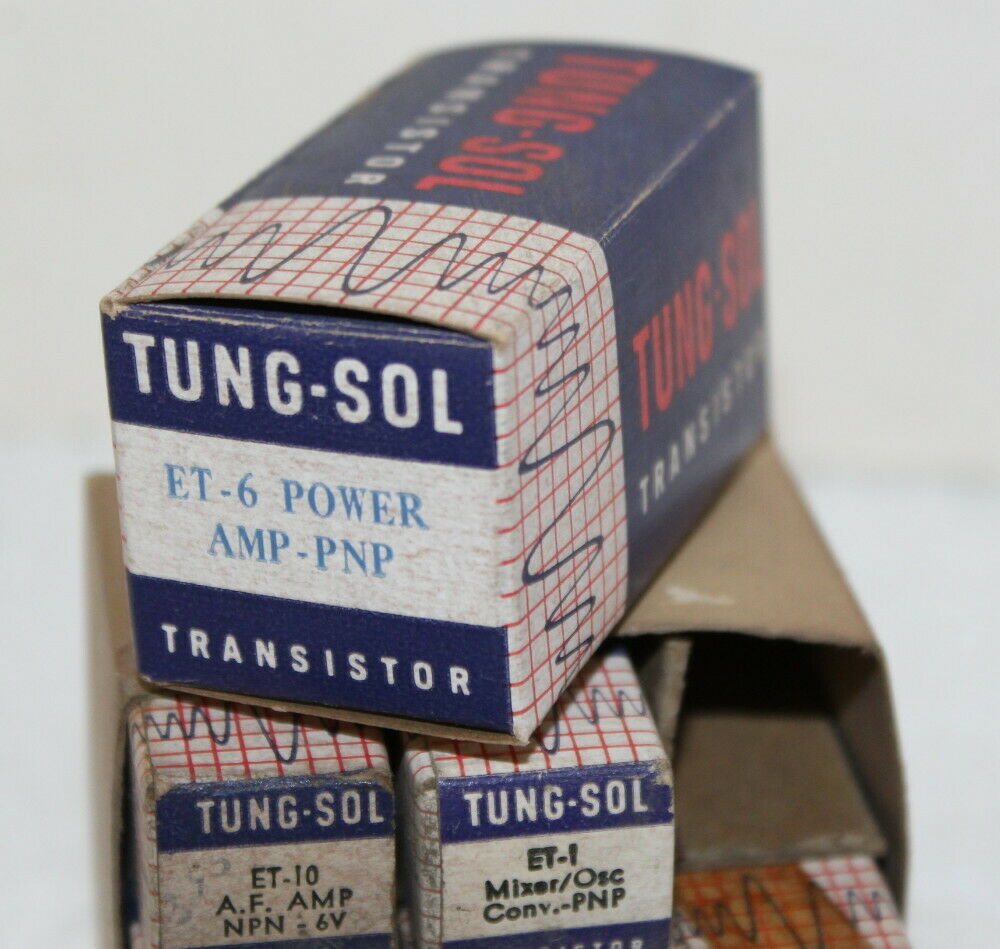 TUNG-SOL
TRANSISTOR
TUNG-SOL
TRANSISTOR
TUNG-SOL
ET-6 POWER
AMP-PNP
TRANSISTOR
TUNG-SOL
ET-10
A.F. AMP
NPN - 6V
TUNG-SOL
ET-1
Mixer/Osc
Conv.-PNP
TRANSISTOR